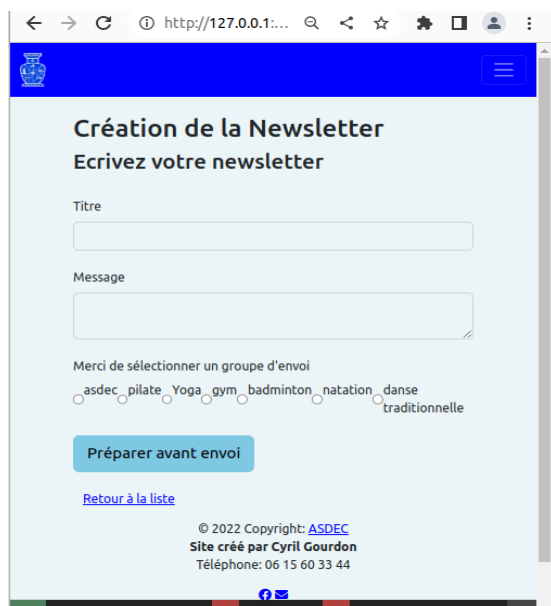 http://127.0.0.1:...
Création de la Newsletter
Ecrivez votre newsletter
Titre
Message
Merci de sélectionner un groupe d'envoi
asdec pilate Yoga gym badminton natation danse
traditionnelle
Préparer avant envoi
Retour à la liste
© 2022 Copyright: ASDEC
Site créé par Cyril Gourdon
Téléphone: 06 15 60 33 44